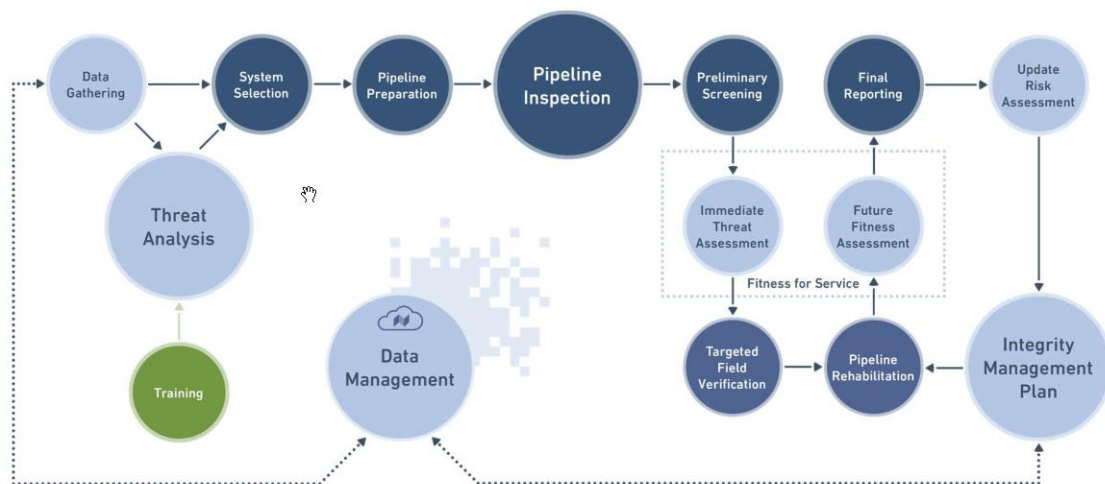 Data
Gathering
System
Selection
Pipeline
Preparation
Pipeline
Inspection
Preliminary
Screening
Final
Reporting
Update
Risk
Assessment
Threat
Analysis
Immediate
Threat
Assessment
Future
Fitness
Assessment
Fitness for Service
Training
Data
Management
Targeted
Field
Verification
Pipeline
Rehabilitation
Integrity
Management
Plan